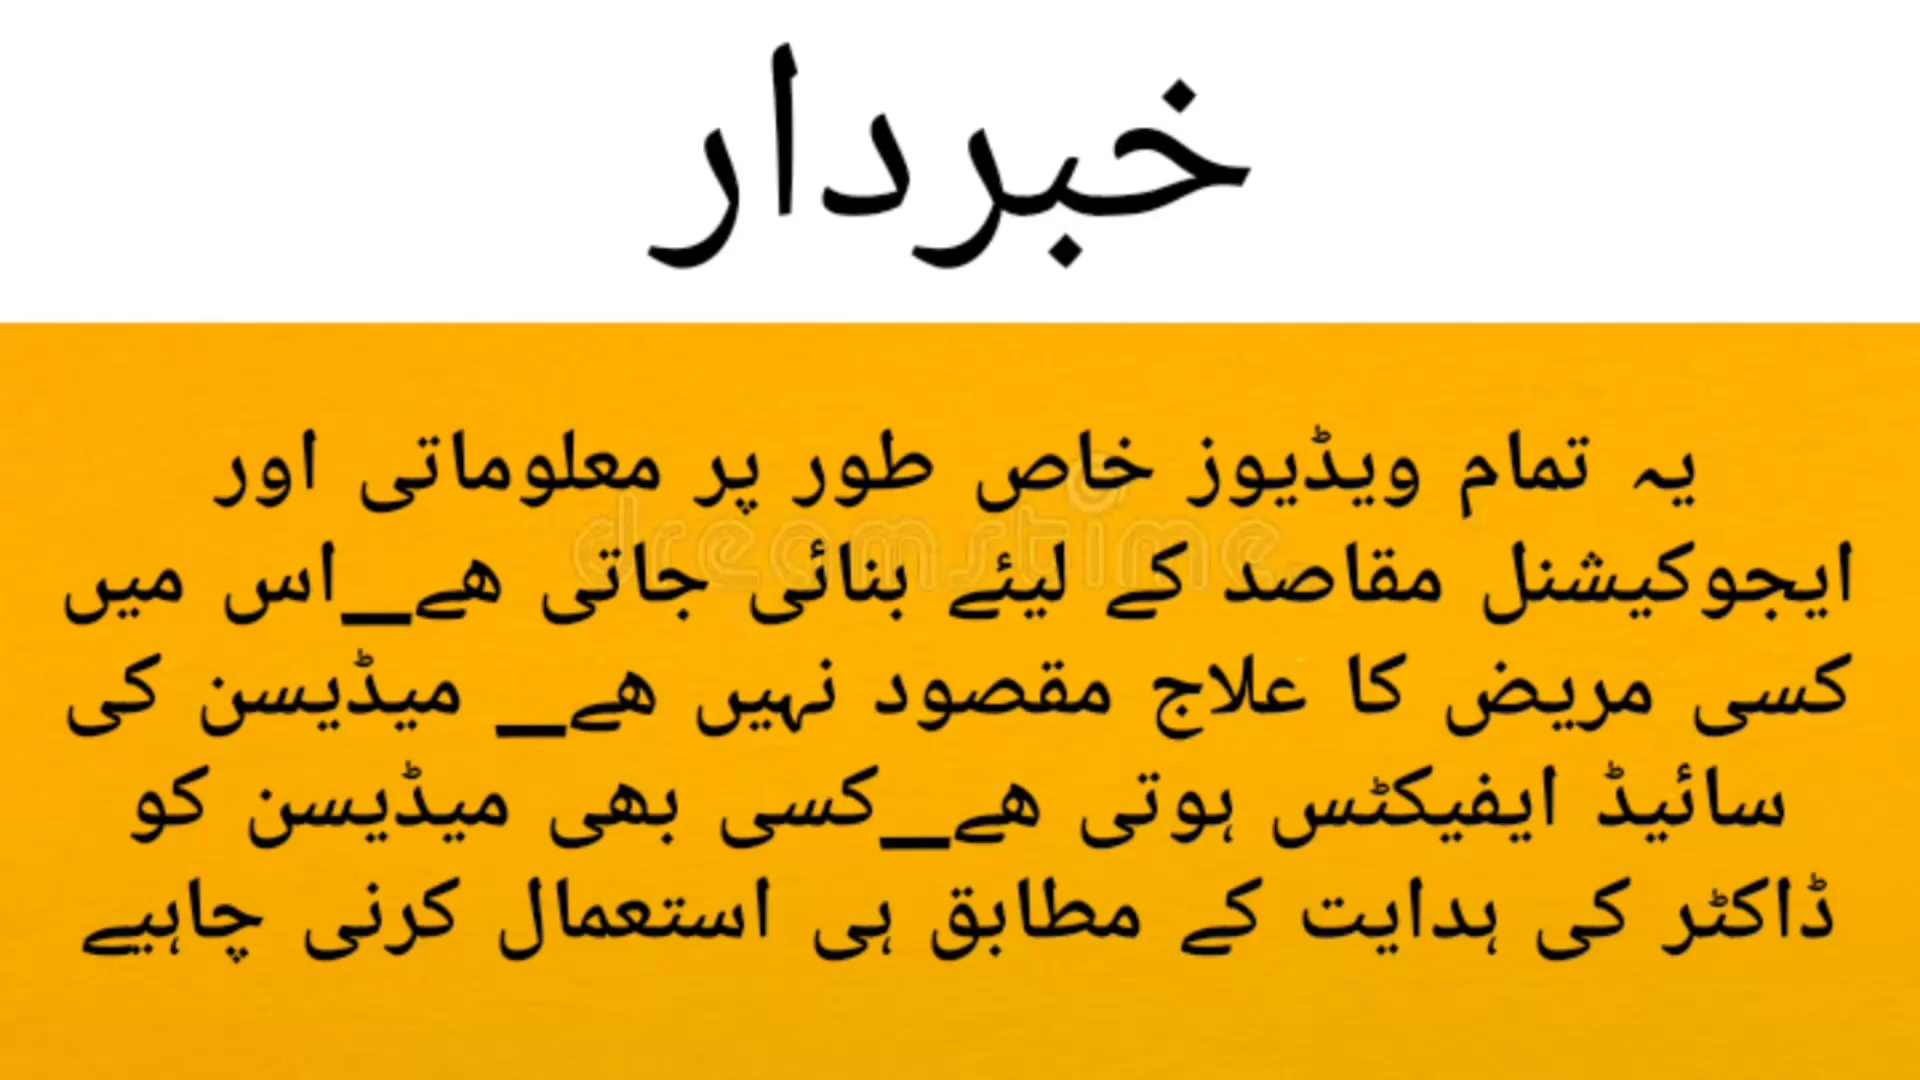 خبردار
یہ تمام ویڈیوز خاص طور پر معلوماتی اور
dreamstime
ایجوکیشنل مقاصد کے لیئے بنائی جاتی ھے_اس میں
کسی مریض کا علاج مقصود نہیں ھے_ میڈیسن کی
سائیڈ ایفیکٹس ہوتی ھے_کسی بھی میڈیسن کو
ڈاکٹر کی ہدایت کے مطابق ہی استعمال کرنی چاہیے